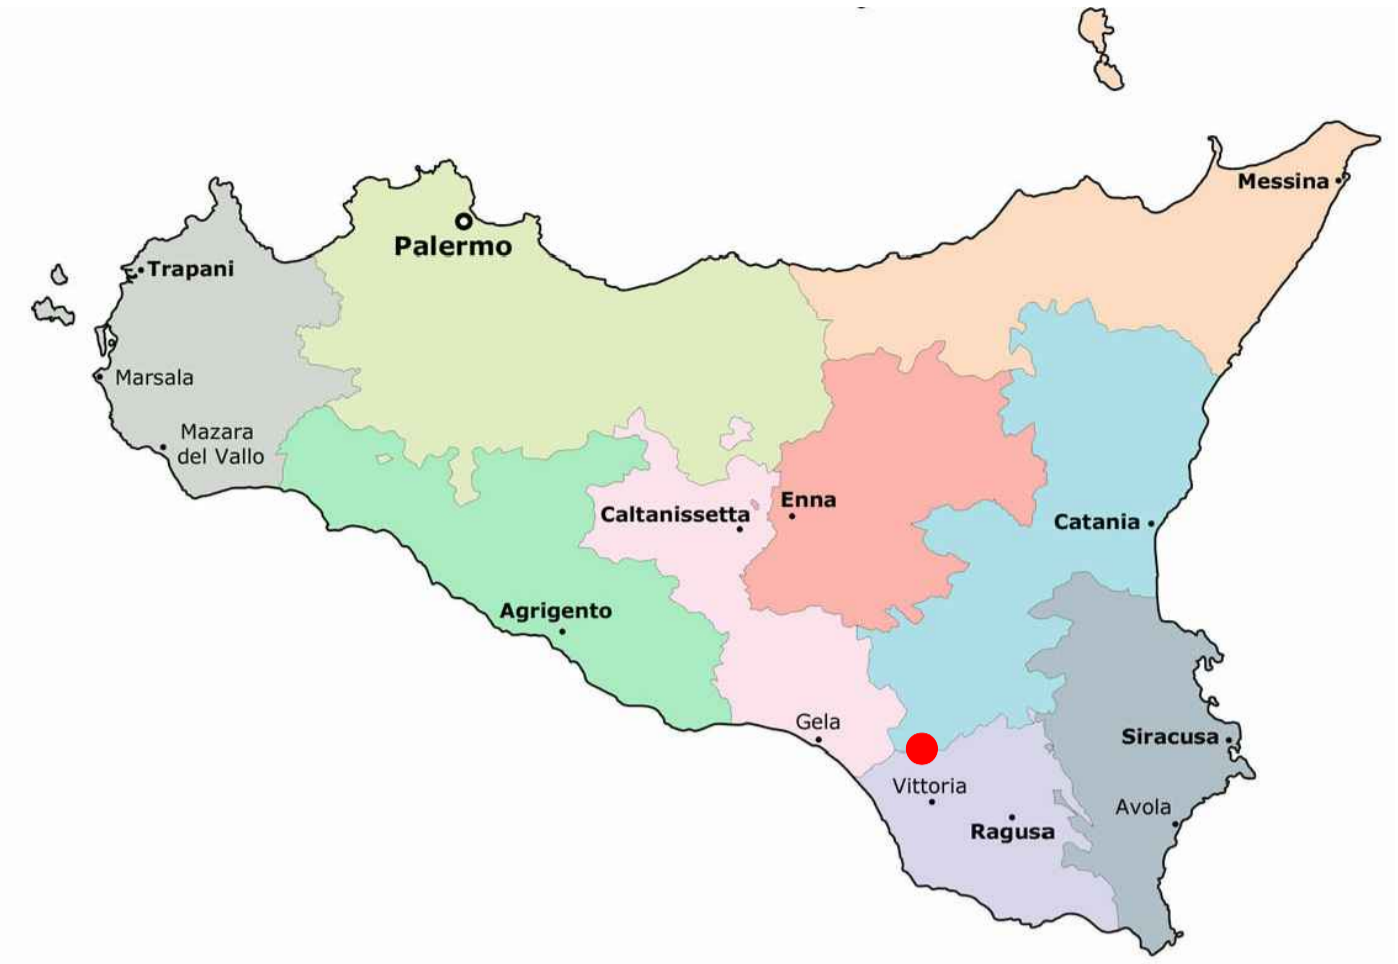 Messina
Palermo
Trapani
Marsala
Mazara
del Vallo
Enna
Caltanissetta
Catania
Agrigento
Gela
Siracusa
Vittoria
Avola
Ragusa